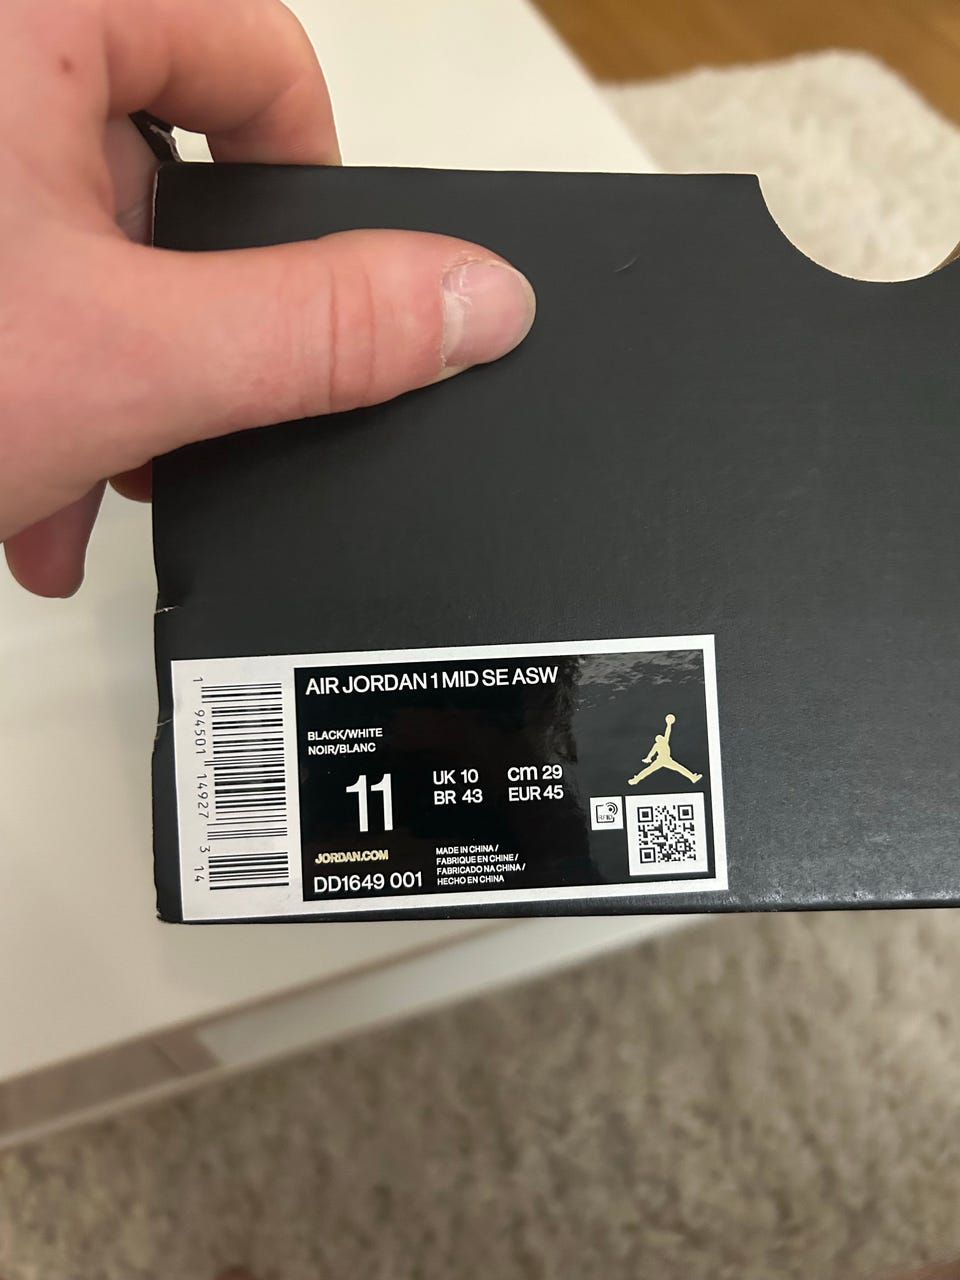 AIR JORDAN 1 MID SE ASW
BLACK/WHITE
NOIR/BLANC
11
UK 10
BR 43
cm 29
EUR 45
RFID
JORDAN.COM
DD1649 001
MADE IN CHINA /
FABRIQUE EN CHINE /
FABRICADO NA CHINA /
HECHO EN CHINA
1 94501 14927 3 14